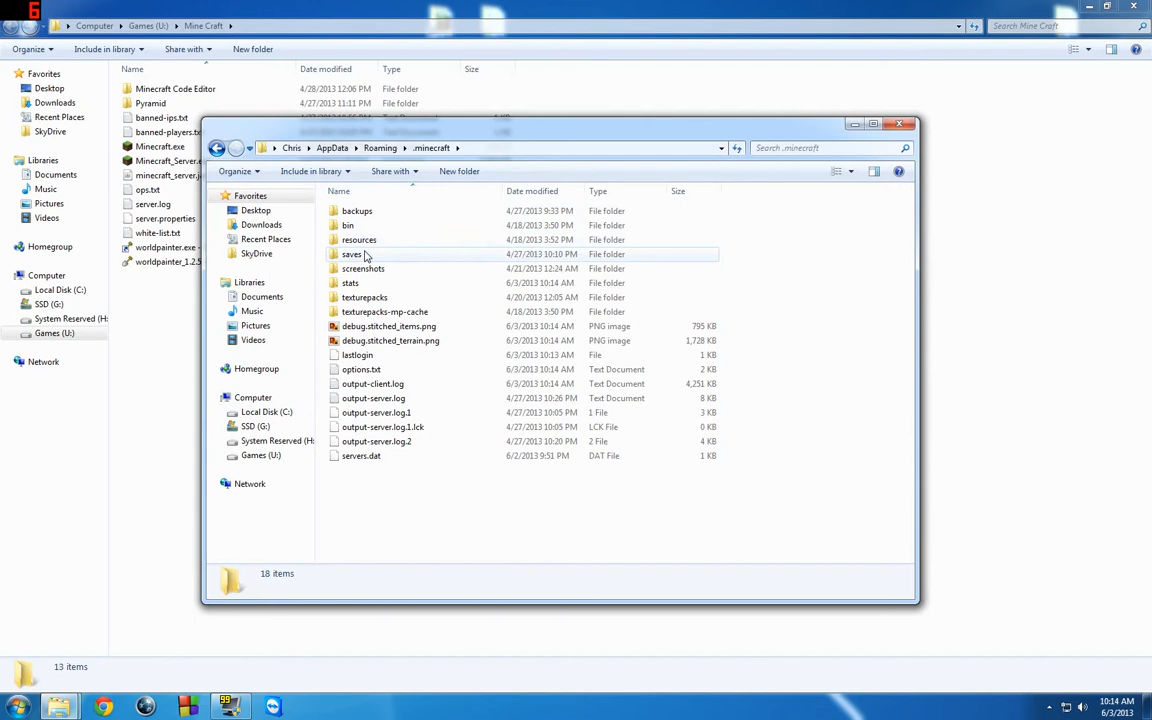 6
Computer ▸ Games (U:) ▸ Mine Craft ▸
Search Mine Craft
Organize ▾ Include in library ▾ Share with ▾ New folder
Favorites
Desktop
Downloads
Recent Places
SkyDrive
Libraries
Documents
Music
Pictures
Videos
Homegroup
Computer
Local Disk (C:)
SSD (G:)
System Reserved (H:
Games (U:)
Network
Name Date modified Type Size
Minecraft Code Editor 4/28/2013 12:06 PM File folder
Pyramid 4/27/2013 11:11 PM File folder
banned-ips.txt
banned-players.tx
Minecraft.exe
Minecraft_Server.e
minecraft_server.j
ops.txt
server.log
server.properties
white-list.txt
worldpainter.exe -
worldpainter_1.2.5
Chris ▸ AppData ▸ Roaming ▸ .minecraft ▸
Search .minecraft
Organize ▾ Include in library ▾ Share with ▾ New folder
Favorites
Desktop
Downloads
Recent Places
SkyDrive
Libraries
Documents
Music
Pictures
Videos
Homegroup
Computer
Local Disk (C:)
SSD (G:)
System Reserved (H:
Games (U:)
Network
Name Date modified Type Size
backups 4/27/2013 9:33 PM File folder
bin 4/18/2013 3:50 PM File folder
resources 4/18/2013 3:52 PM File folder
saves 4/27/2013 10:10 PM File folder
screenshots 4/21/2013 12:24 AM File folder
stats 6/3/2013 10:14 AM File folder
texturepacks 4/20/2013 12:05 AM File folder
texturepacks-mp-cache 4/18/2013 3:50 PM File folder
debug.stitched_items.png 6/3/2013 10:14 AM PNG image 795 KB
debug.stitched_terrain.png 6/3/2013 10:14 AM PNG image 1,728 KB
lastlogin 6/3/2013 10:13 AM File 1 KB
options.txt 6/3/2013 10:14 AM Text Document 2 KB
output-client.log 6/3/2013 10:14 AM Text Document 4,251 KB
output-server.log 4/27/2013 10:26 PM Text Document 8 KB
output-server.log.1 4/27/2013 10:05 PM 1 File 3 KB
output-server.log.1.lck 4/27/2013 10:05 PM LCK File 0 KB
output-server.log.2 4/27/2013 10:20 PM 2 File 4 KB
servers.dat 6/2/2013 9:51 PM DAT File 1 KB
18 items
13 items
99
10:14 AM
6/3/2013